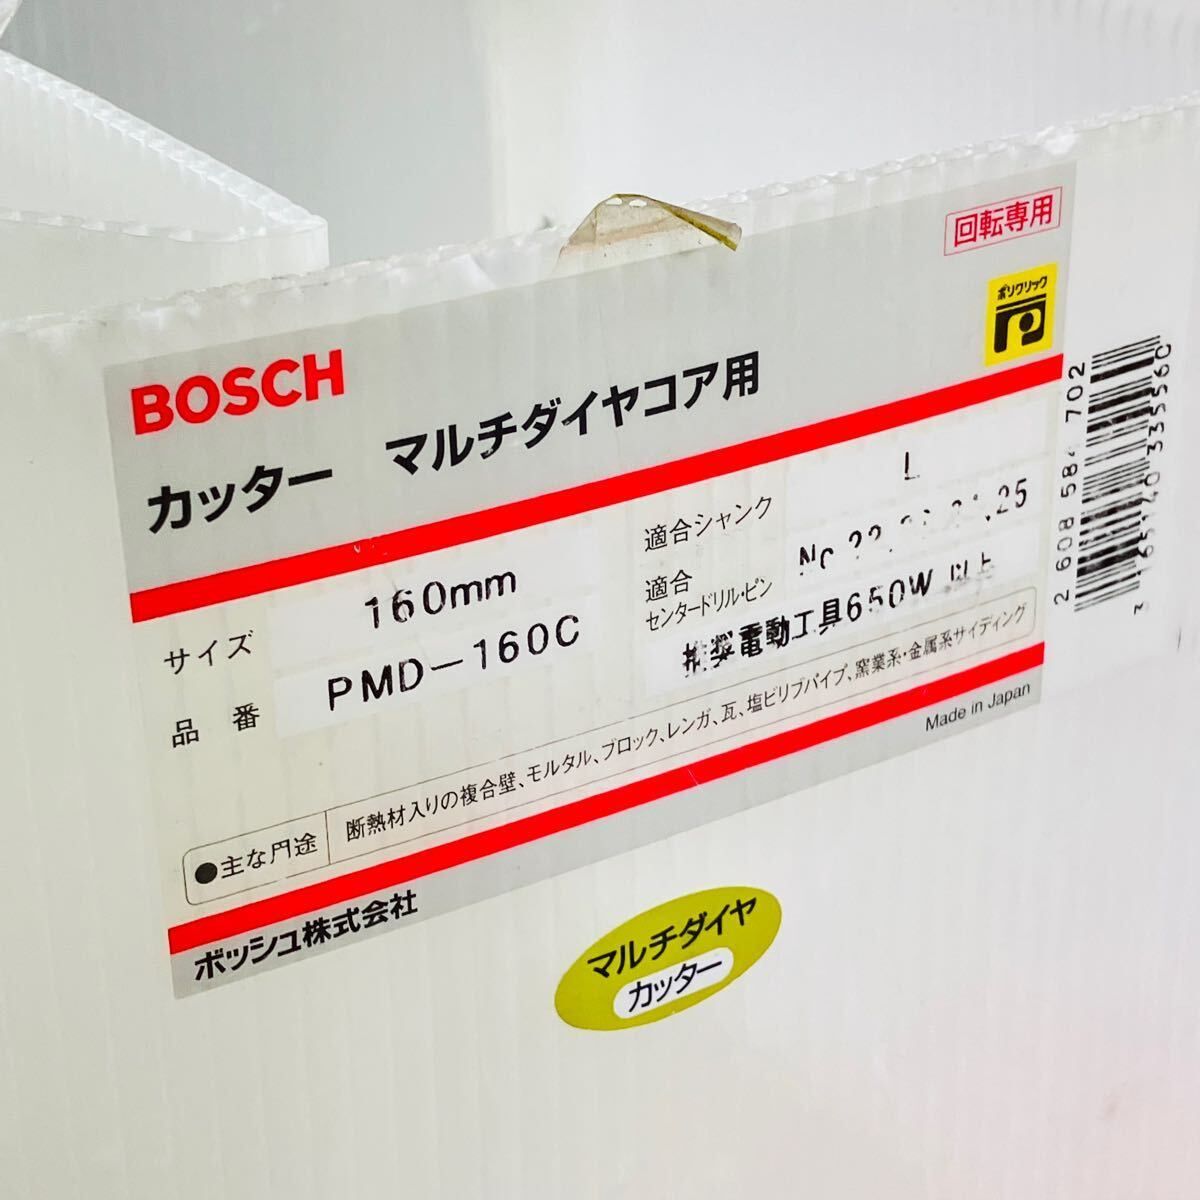 回転専用
ポリクリック
BOSCH
カッター マルチダイヤコア用
サイズ 160mm
品番 PMD-160C
適合シャンク L
適合
センタードリル・ピン
推奨電動工具650W以上
●主な用途 断熱材入りの複合壁、モルタル、ブロック、レンガ、瓦、塩ビリブパイプ、窯業系・金属系サイディング
Made in Japan
ボッシュ株式会社
マルチダイヤ
カッター
2 608 584 702